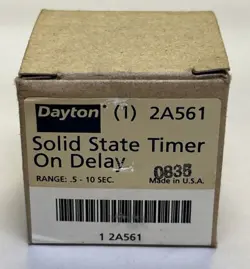 Dayton (1) 2A561
Solid State Timer
On Delay 0835
RANGE: .5 - 10 SEC. Made in U.S.A.
1 2A561